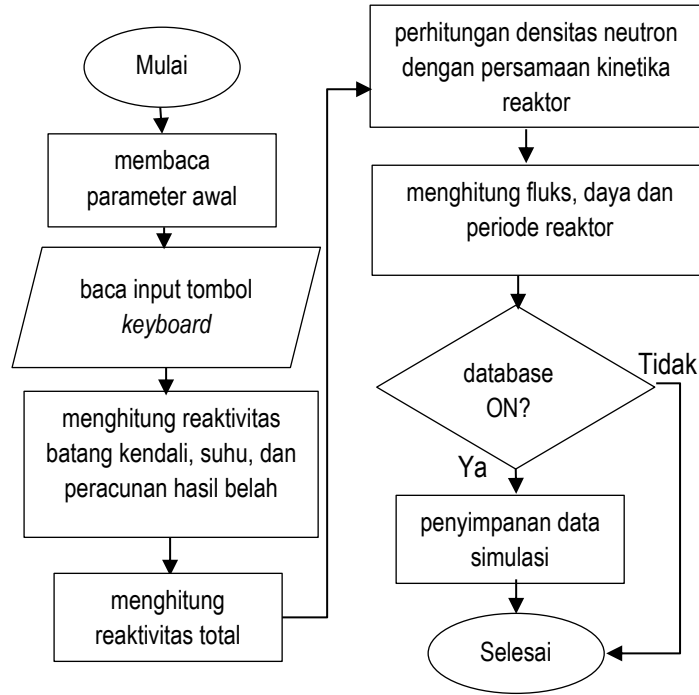 Mulai
membaca
parameter awal
baca input tombol
keyboard
menghitung reaktivitas
batang kendali, suhu, dan
peracunan hasil belah
menghitung
reaktivitas total
perhitungan densitas neutron
dengan persamaan kinetika
reaktor
menghitung fluks, daya dan
periode reaktor
database
ON?
Tidak
Ya
penyimpanan data
simulasi
Selesai